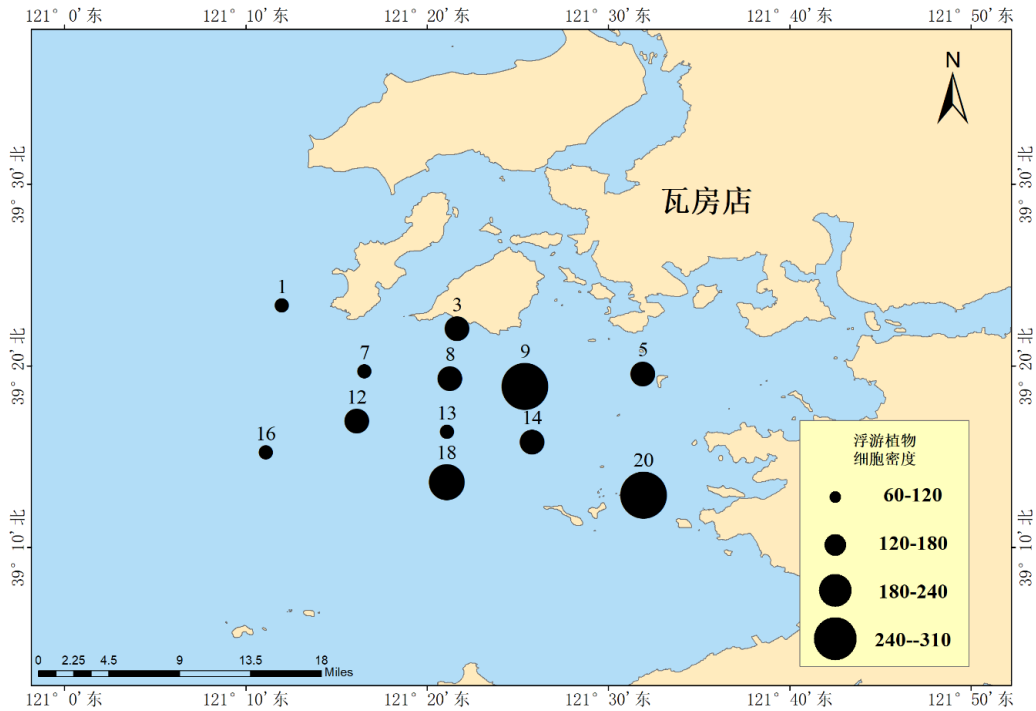 121° 0′ 东
121° 10′ 东
121° 20′ 东
121° 30′ 东
121° 40′ 东
121° 50′ 东
N
39° 30′ 北
39° 30′ 北
瓦房店
1
3
39° 20′ 北
39° 20′ 北
7
8
9
5
12
13
14
16
18
20
浮游植物
细胞密度
60-120
120-180
180-240
240--310
39° 10′ 北
39° 10′ 北
0 2.25 4.5 9 13.5 18
Miles
121° 0′ 东
121° 10′ 东
121° 20′ 东
121° 30′ 东
121° 40′ 东
121° 50′ 东